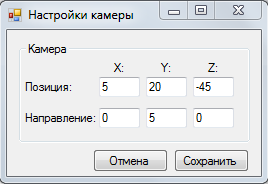 Настройки камеры
Камера
X: Y: Z:
Позиция: 5 20 -45
Направление: 0 5 0
Отмена Сохранить